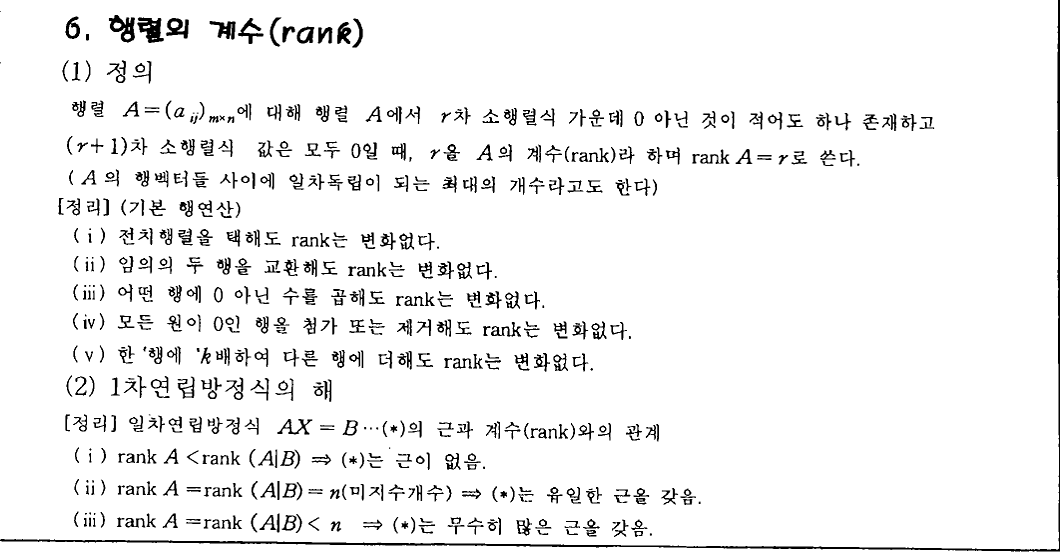 6. 행렬의 계수(rank)
(1) 정의
행렬 A=(a ij)m×n에 대해 행렬 A에서 r차 소행렬식 가운데 0 아닌 것이 적어도 하나 존재하고
(r+1)차 소행렬식 값은 모두 0일 때, r을 A의 계수(rank)라 하며 rank A=r로 쓴다.
( A의 행벡터들 사이에 일차독립이 되는 최대의 개수라고도 한다)
[정리] (기본 행연산)
(i) 전치행렬을 택해도 rank는 변화없다.
(ii) 임의의 두 행을 교환해도 rank는 변화없다.
(iii) 어떤 행에 0 아닌 수를 곱해도 rank는 변화없다.
(iv) 모든 원이 0인 행을 첨가 또는 제거해도 rank는 변화없다.
(v) 한 '행에 'k배하여 다른 행에 더해도 rank는 변화없다.
(2) 1차연립방정식의 해
[정리] 일차연립방정식 AX = B…(*)의 근과 계수(rank)와의 관계
(i) rank A <rank (A|B) ⇒ (*)는 근이 없음.
(ii) rank A =rank (A|B)= n(미지수개수) ⇒ (*)는 유일한 근을 갖음.
(iii) rank A =rank (A|B)< n ⇒ (*)는 무수히 많은 근을 갖음.